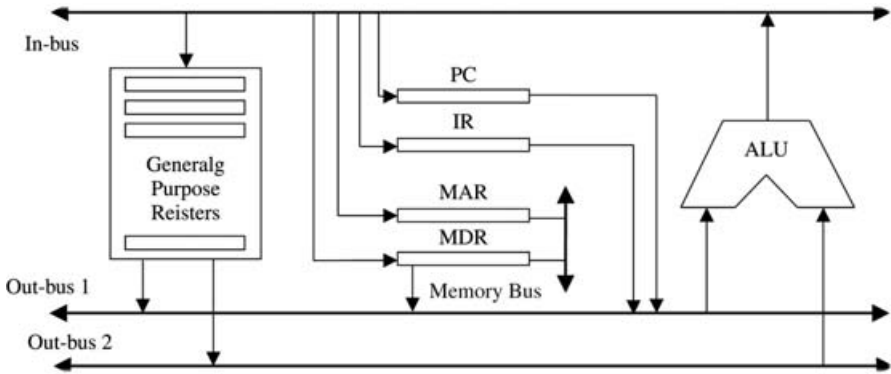 In-bus
PC
IR
ALU
Generalg
Purpose
Reisters
MAR
MDR
Out-bus 1
Memory Bus
Out-bus 2